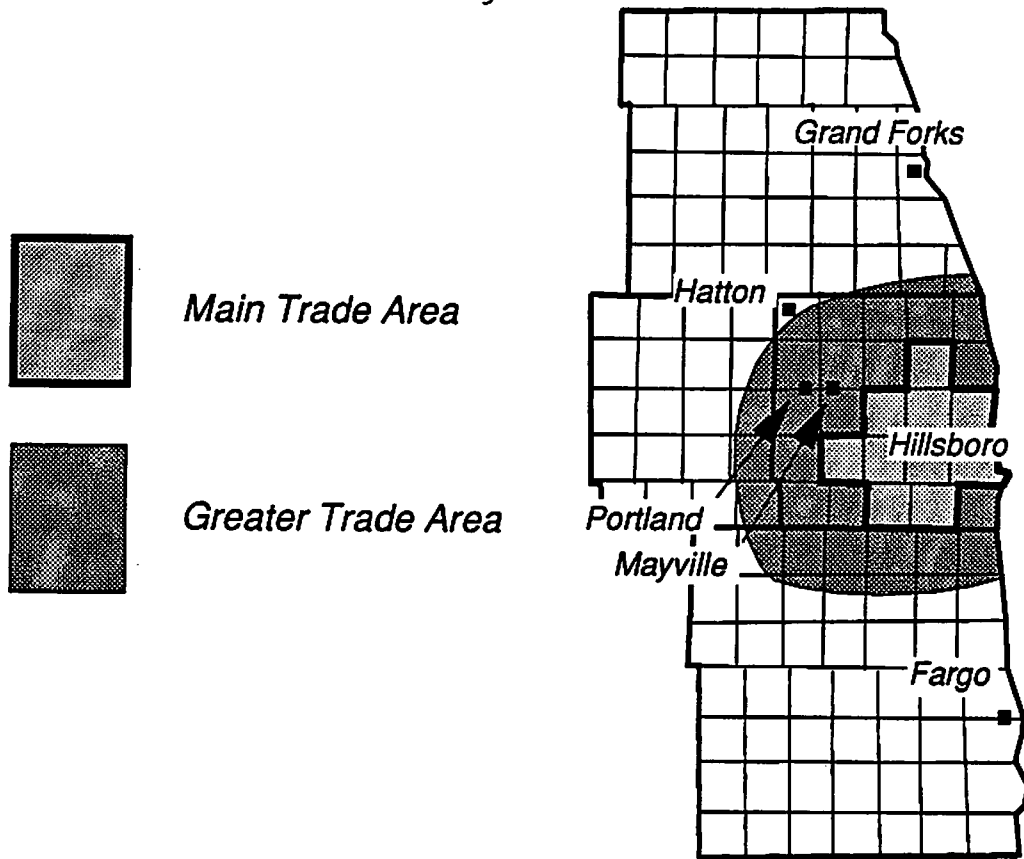 Grand Forks
Hatton
Main Trade Area
Hillsboro
Greater Trade Area
Portland
Mayville
Fargo